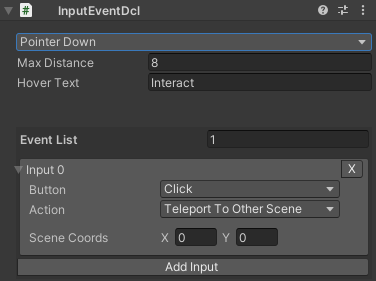 # InputEventDcl
Pointer Down
Max Distance 8
Hover Text Interact
Event List 1
Input 0 X
Button Click
Action Teleport To Other Scene
Scene Coords X 0 Y 0
Add Input